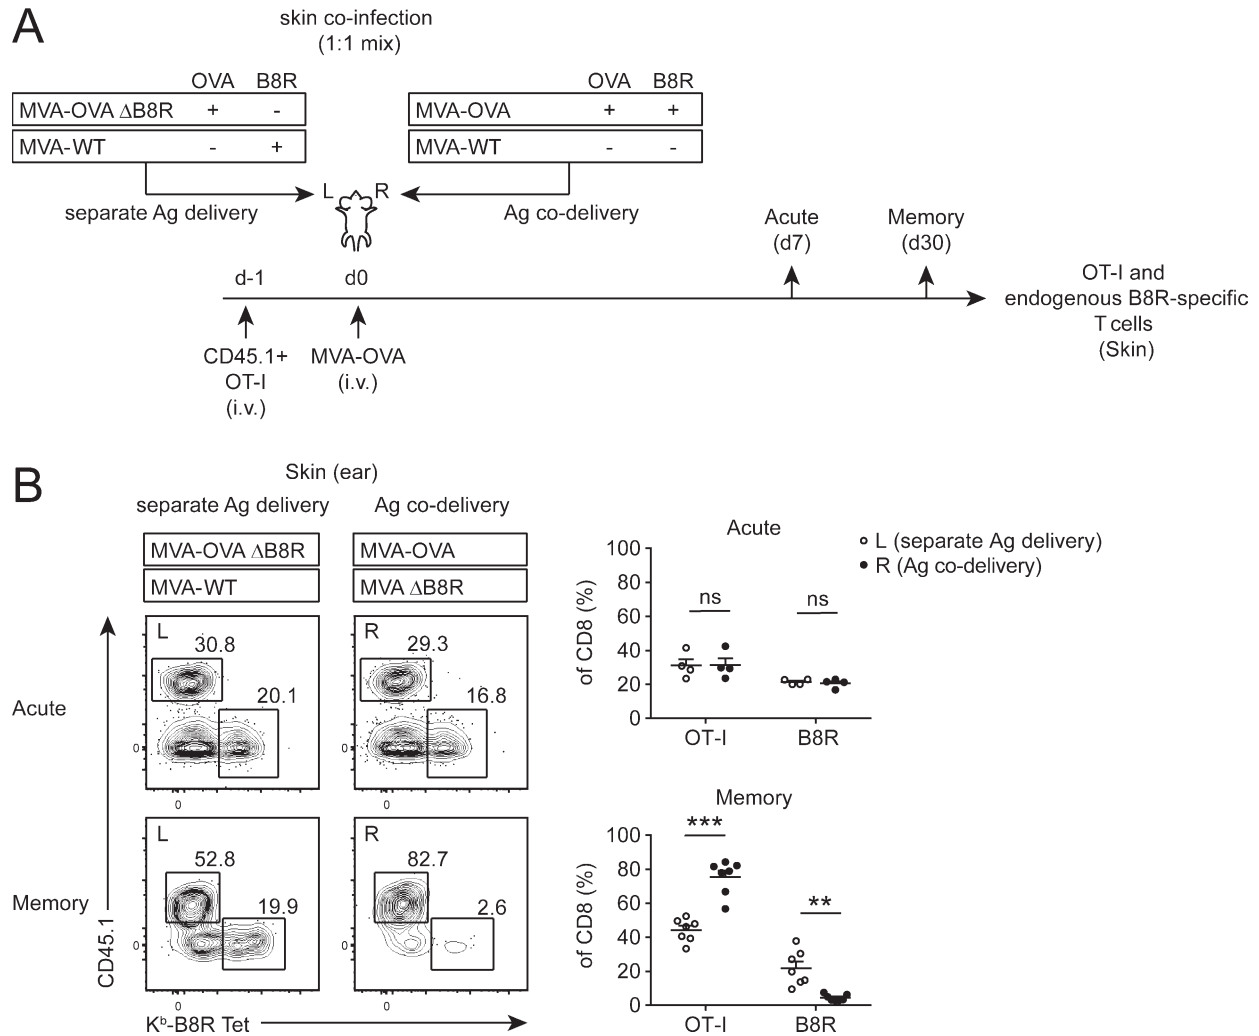 A
skin co-infection
(1:1 mix)
OVA B8R
MVA-OVA ΔB8R + -
MVA-WT - +
OVA B8R
MVA-OVA + +
MVA-WT - -
L R
separate Ag delivery
Ag co-delivery
Acute
(d7)
Memory
(d30)
d-1
d0
OT-I and
endogenous B8R-specific
T cells
(Skin)
CD45.1+
OT-I
(i.v.)
MVA-OVA
(i.v.)
B
Skin (ear)
separate Ag delivery
Ag co-delivery
MVA-OVA ΔB8R
MVA-WT
MVA-OVA
MVA ΔB8R
Acute
L
30.8
20.1
0
0
R
29.3
16.8
0
0
Memory
L
52.8
19.9
0
0
R
82.7
2.6
0
0
CD45.1
Kᵇ-B8R Tet
Acute
L (separate Ag delivery)
R (Ag co-delivery)
of CD8 (%)
100
80
60
40
20
0
ns
ns
OT-I
B8R
Memory
of CD8 (%)
100
80
60
40
20
0
***
**
OT-I
B8R